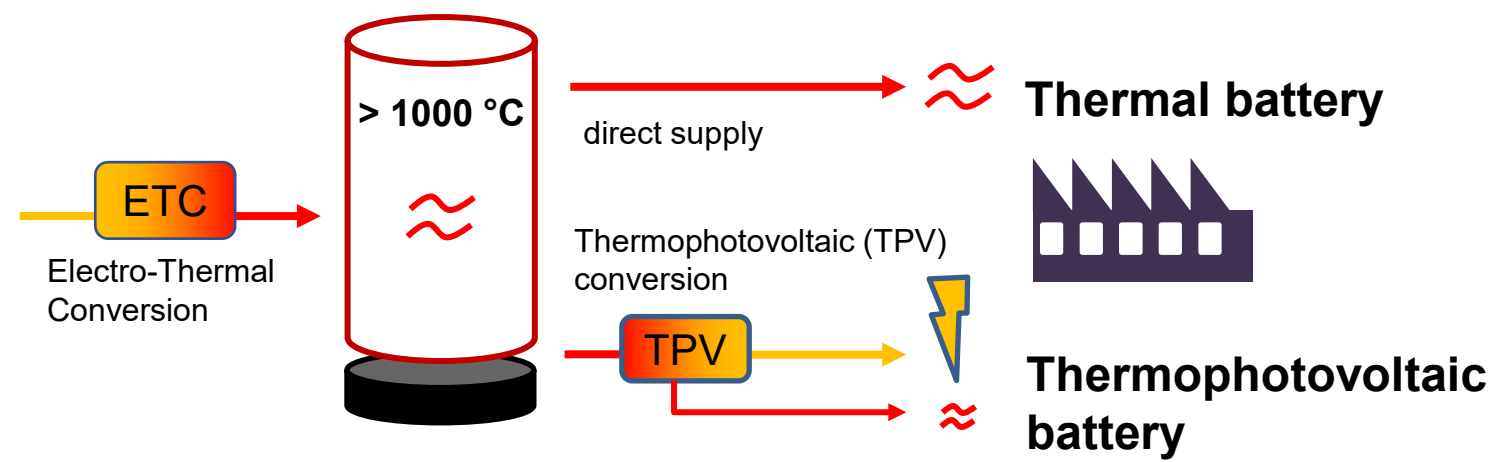 > 1000 °C
direct supply
Thermal battery
ETC
Electro-Thermal
Conversion
Thermophotovoltaic (TPV)
conversion
TPV
Thermophotovoltaic
battery